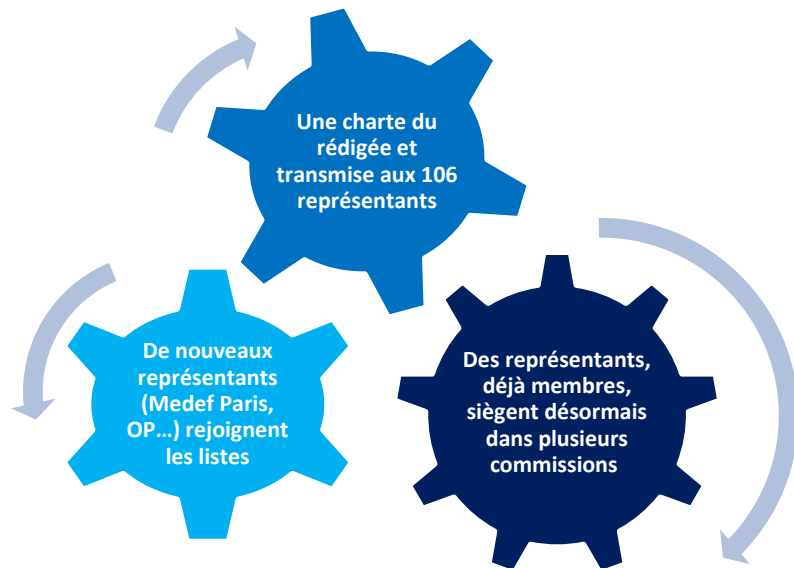 Une charte du
rédigée et
transmise aux 106
représentants
De nouveaux
représentants
(Medef Paris,
OP…) rejoignent
les listes
Des représentants,
déjà membres,
siègent désormais
dans plusieurs
commissions